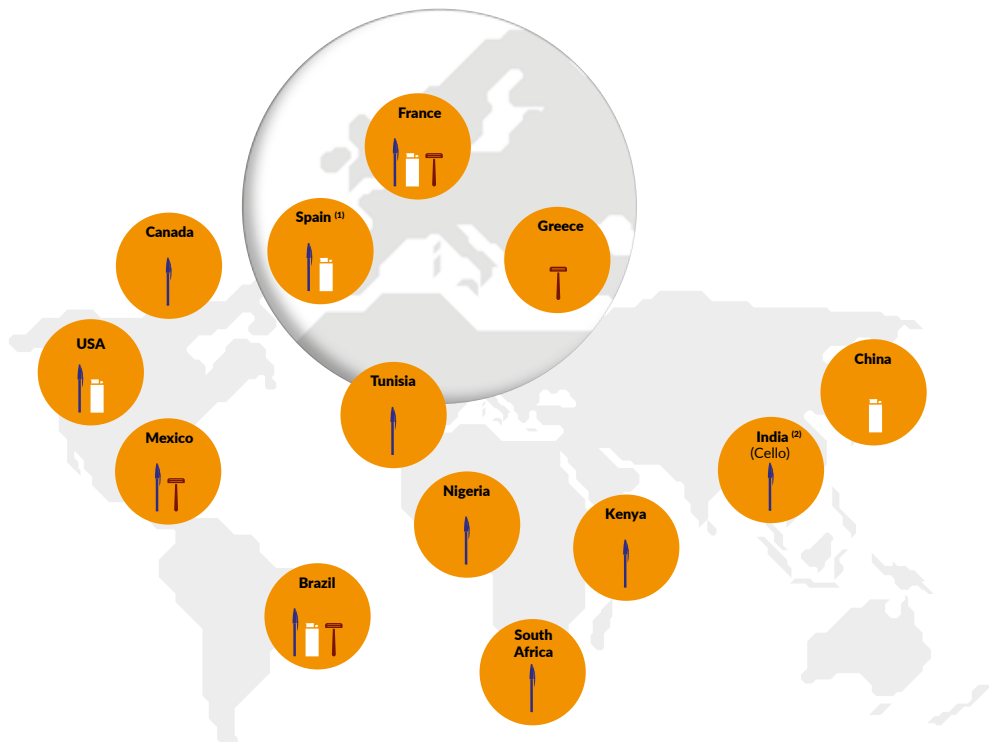 France
Spain (1)
Greece
Canada
USA
Mexico
Tunisia
China
India (2)
(Cello)
Nigeria
Kenya
Brazil
South
Africa